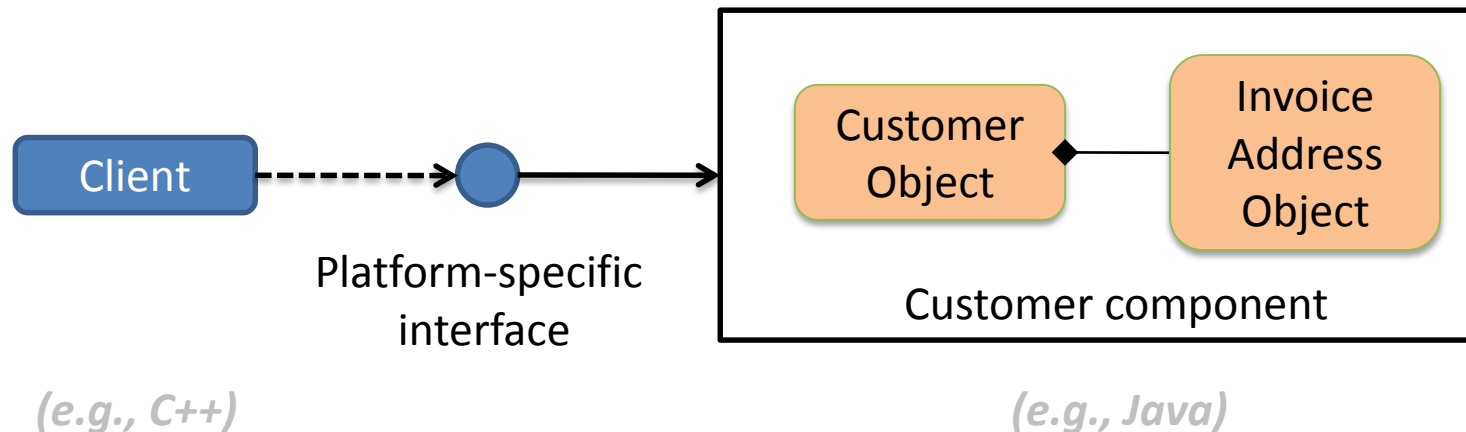 Client
Platform-specific
interface
Customer
Object
Invoice
Address
Object
Customer component
(e.g., C++)
(e.g., Java)